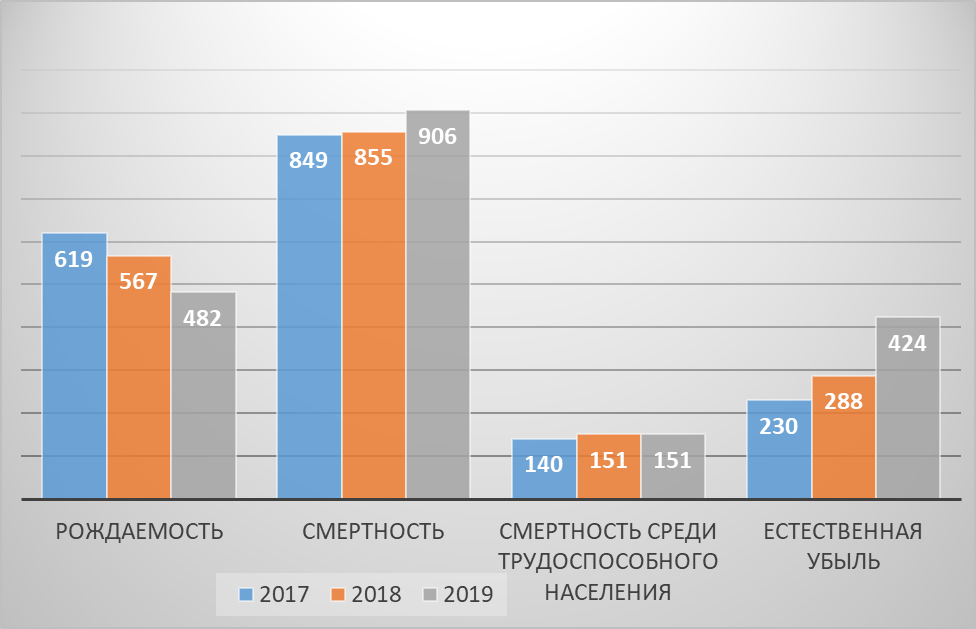 619
567
482
849
855
906
140
151
151
230
288
424
РОЖДАЕМОСТЬ
СМЕРТНОСТЬ
СМЕРТНОСТЬ СРЕДИ
ТРУДОСПОСОБНОГО
НАСЕЛЕНИЯ
ЕСТЕСТВЕННАЯ
УБЫЛЬ
2017 2018 2019